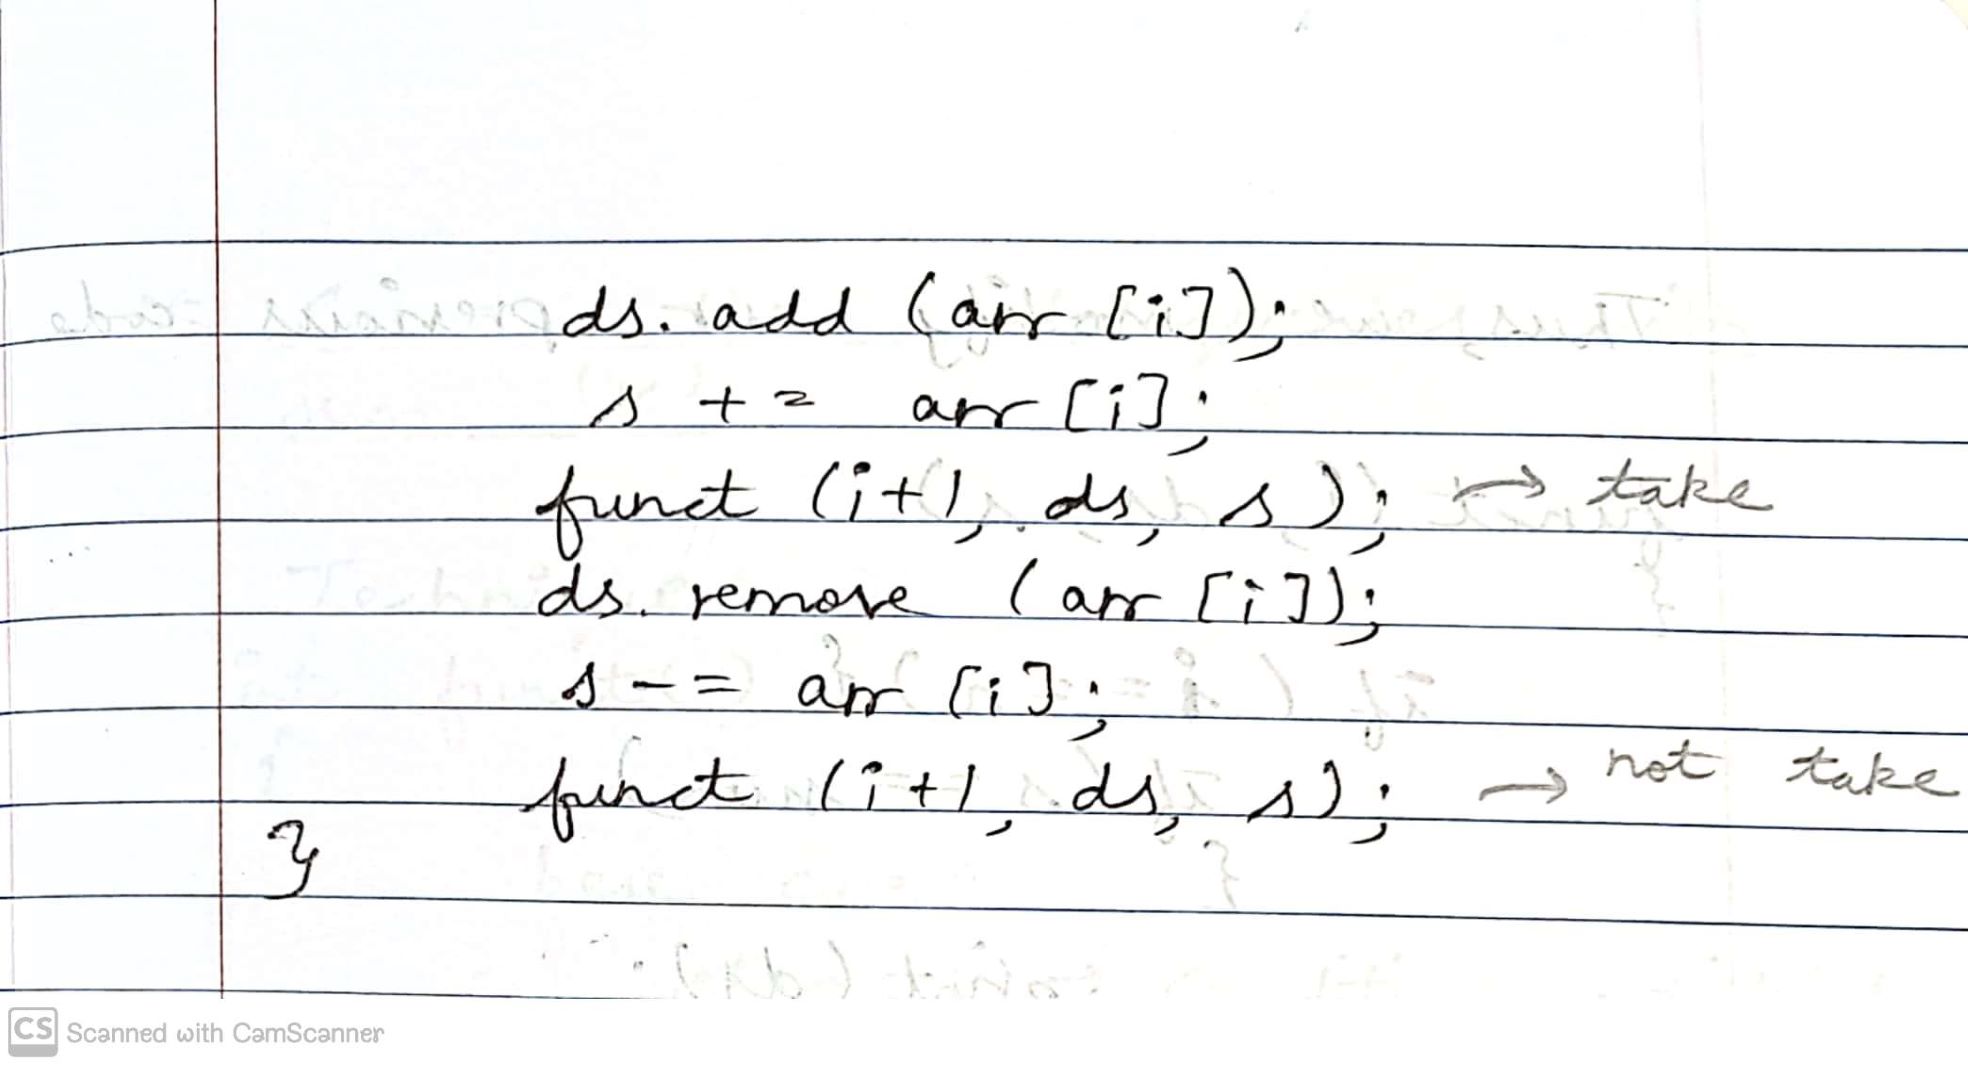 ds. add (arr [i]);
s += arr [i];
funct (i+1, ds, s); → take
ds. remove (arr [i]);
s -= arr [i];
funct (i+1, ds, s); → not take
}
CS Scanned with CamScanner